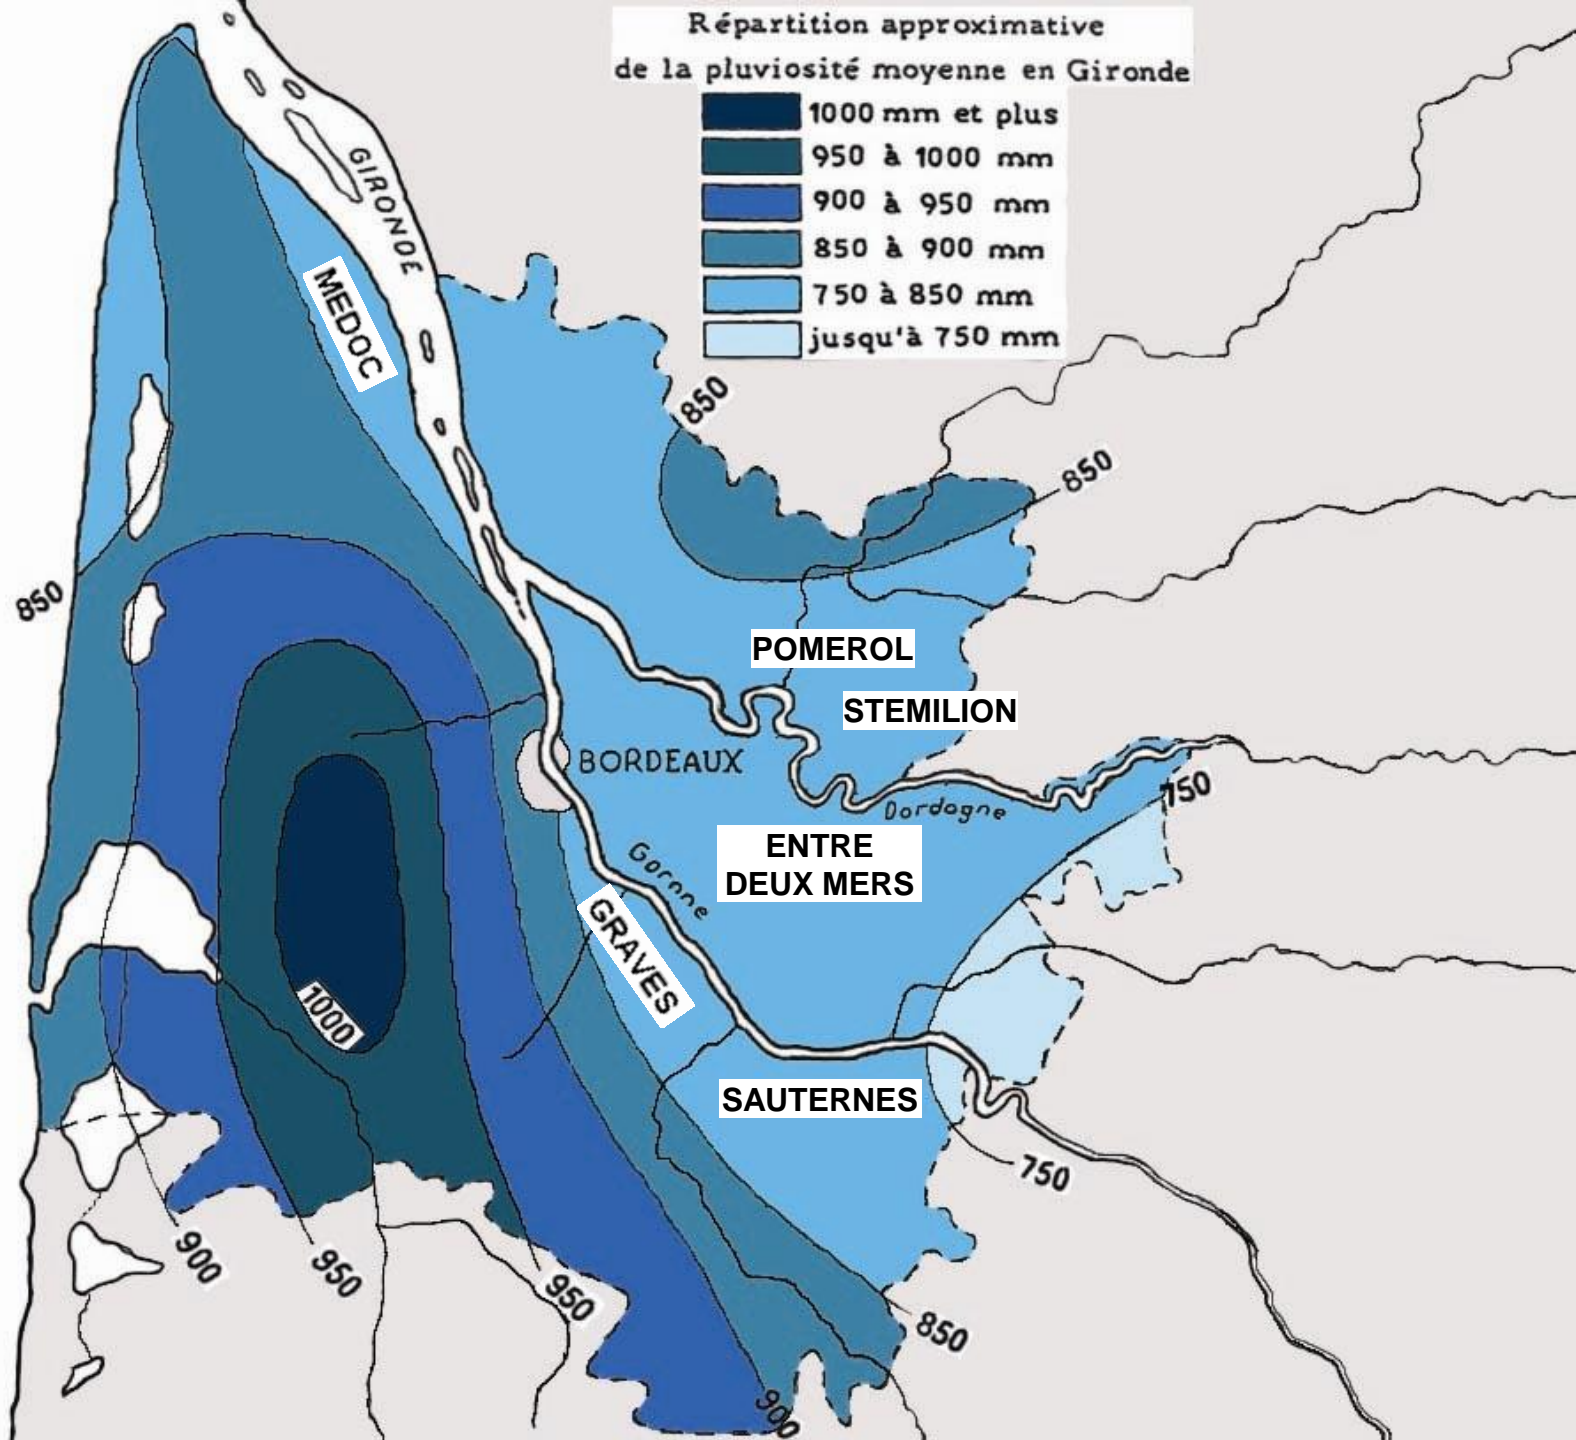 Répartition approximative
de la pluviosité moyenne en Gironde
1000 mm et plus
950 à 1000 mm
900 à 950 mm
850 à 900 mm
750 à 850 mm
jusqu'à 750 mm
GIRONDE
MEDOC
850
850
850
POMEROL
STEMILION
BORDEAUX
Dordogne
750
ENTRE
DEUX MERS
Garnne
GRAVES
1000
SAUTERNES
750
900
950
950
850
900